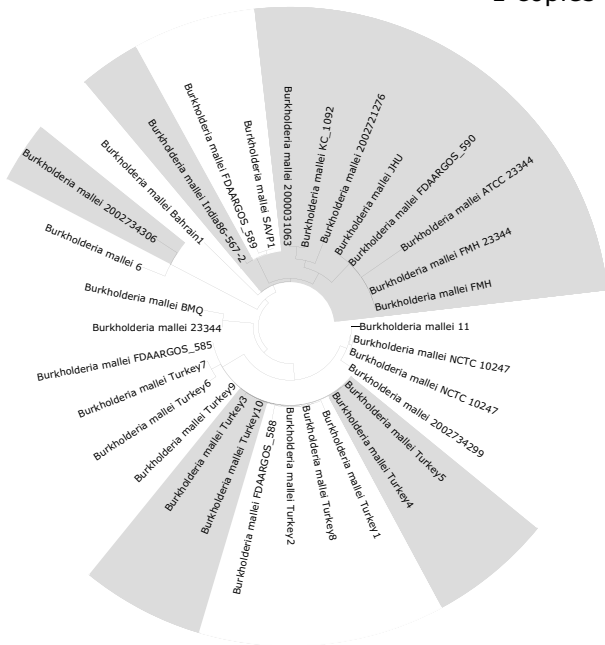 Burkholderia mallei 2000031063
Burkholderia mallei KC_1092
Burkholderia mallei 2002721276
Burkholderia mallei JHU
Burkholderia mallei FDAARGOS_590
Burkholderia mallei ATCC 23344
Burkholderia mallei FMH 23344
Burkholderia mallei FMH
Burkholderia mallei 11
Burkholderia mallei NCTC 10247
Burkholderia mallei NCTC 10247
Burkholderia mallei 2002734299
Burkholderia mallei Turkey5
Burkholderia mallei Turkey4
Burkholderia mallei Turkey1
Burkholderia mallei Turkey8
Burkholderia mallei Turkey2
Burkholderia mallei FDAARGOS_588
Burkholderia mallei Turkey10
Burkholderia mallei Turkey3
Burkholderia mallei Turkey9
Burkholderia mallei Turkey6
Burkholderia mallei Turkey7
Burkholderia mallei FDAARGOS_585
Burkholderia mallei 23344
Burkholderia mallei BMQ
Burkholderia mallei 6
Burkholderia mallei 2002734306
Burkholderia mallei Bahrain1
Burkholderia mallei India86-567-2
Burkholderia mallei FDAARGOS_589
Burkholderia mallei SAVP1